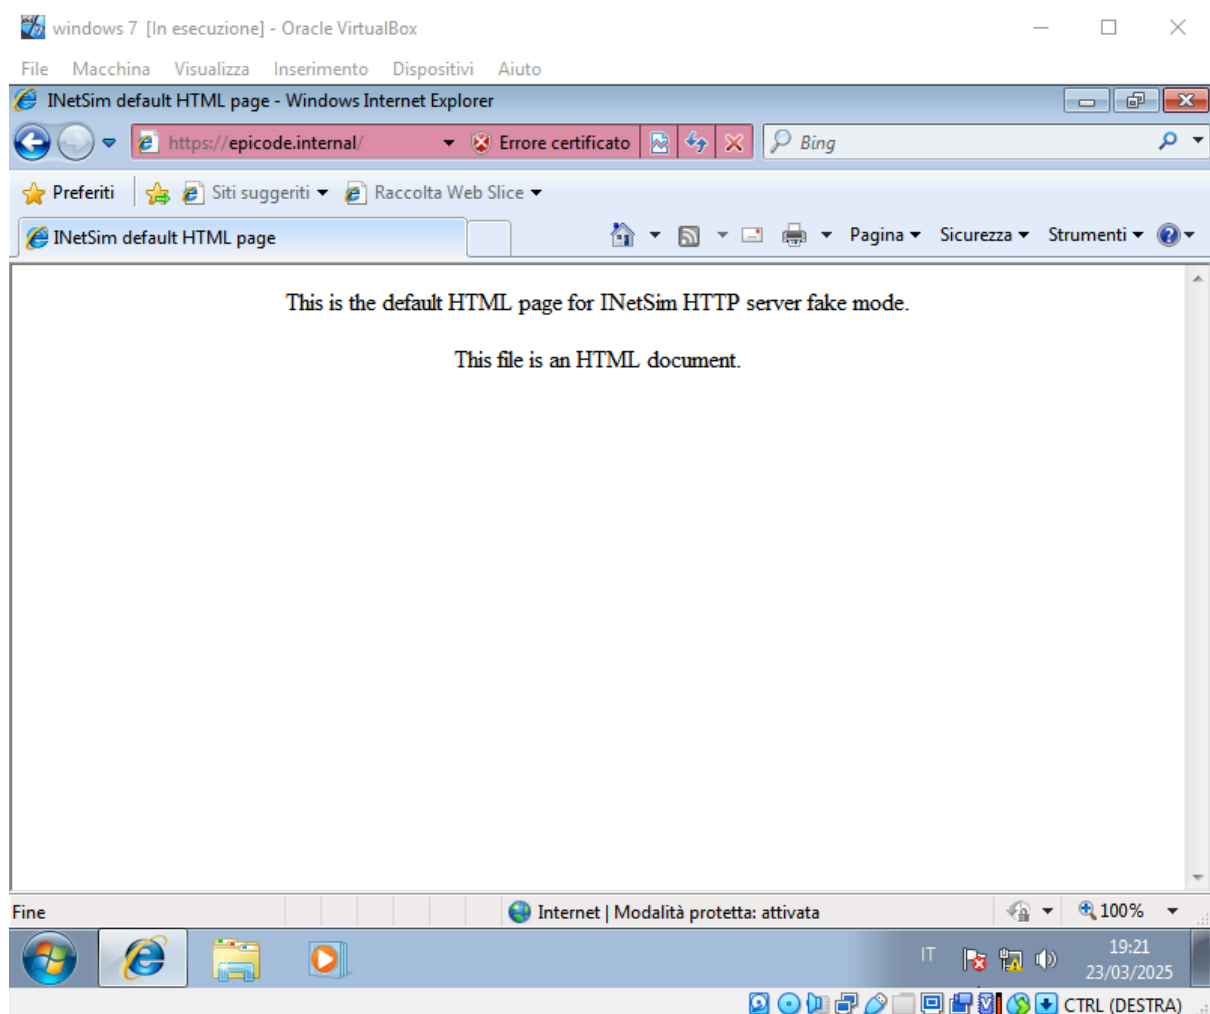 windows 7 [In esecuzione] - Oracle VirtualBox
File Macchina Visualizza Inserimento Dispositivi Aiuto
INetSim default HTML page - Windows Internet Explorer
https://epicode.internal/ Errore certificato Bing
Preferiti Siti suggeriti Raccolta Web Slice
INetSim default HTML page Pagina Sicurezza Strumenti
This is the default HTML page for INetSim HTTP server fake mode.
This file is an HTML document.
Fine Internet | Modalità protetta: attivata 100%
IT 19:21
23/03/2025
CTRL (DESTRA)